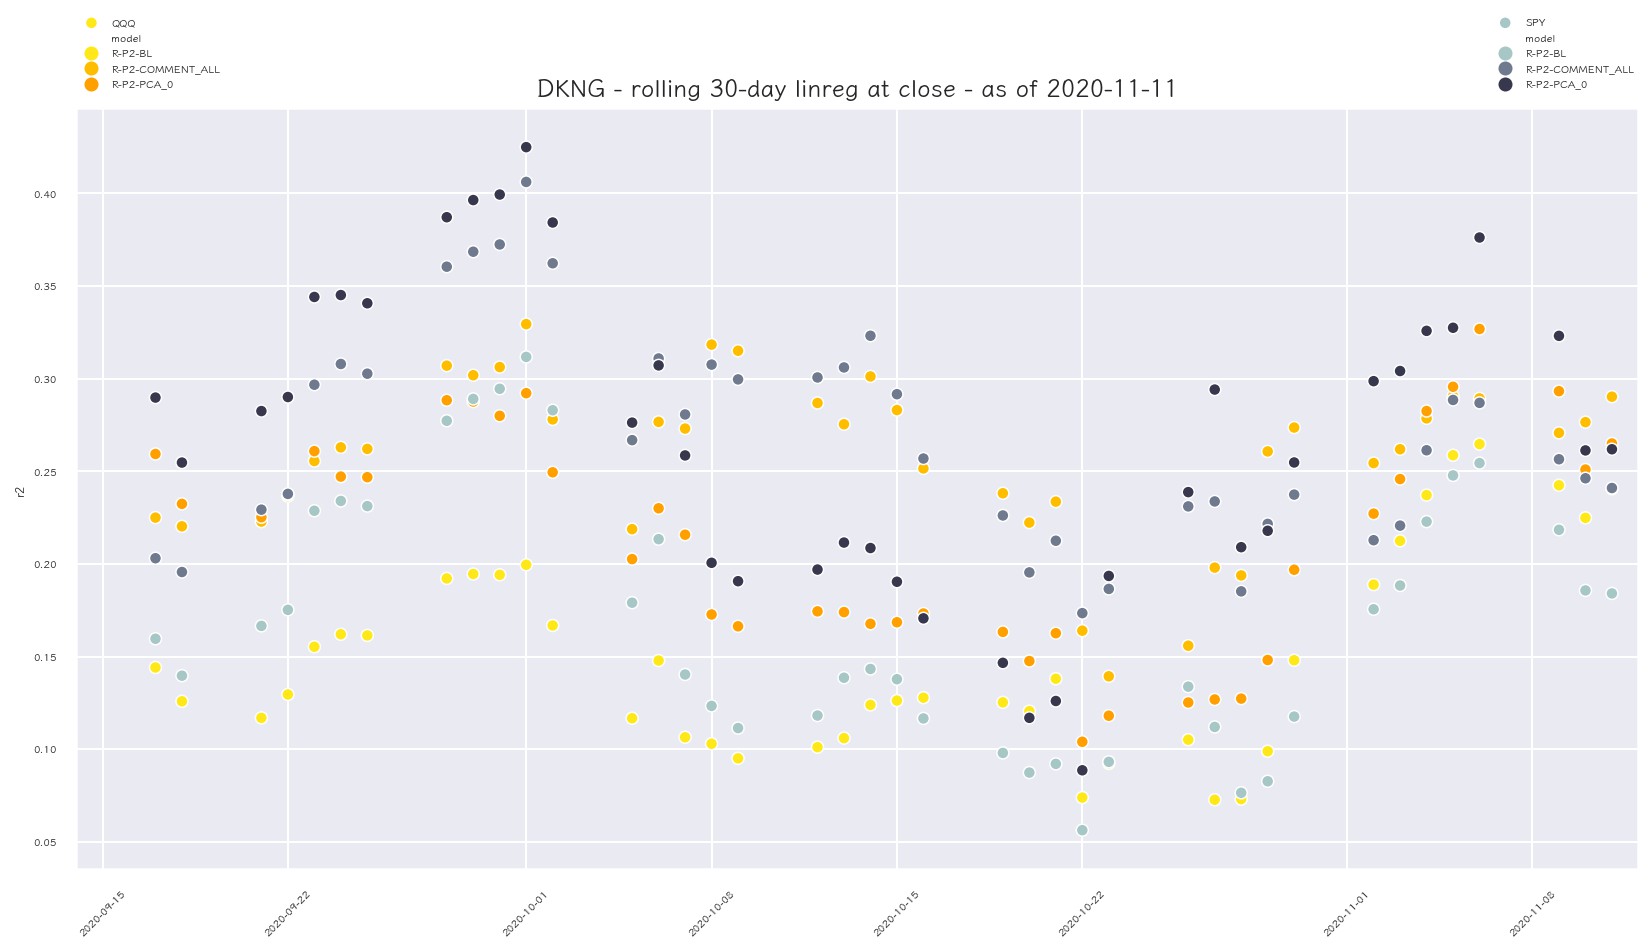 QQQ
model
R-P2-BL
R-P2-COMMENT_ALL
R-P2-PCA_0
SPY
model
R-P2-BL
R-P2-COMMENT_ALL
R-P2-PCA_0
DKNG - rolling 30-day linreg at close - as of 2020-11-11
0.40
0.35
0.30
0.25
0.20
0.15
0.10
0.05
r2
2020-09-15
2020-09-22
2020-10-01
2020-10-08
2020-10-15
2020-10-22
2020-11-01
2020-11-08